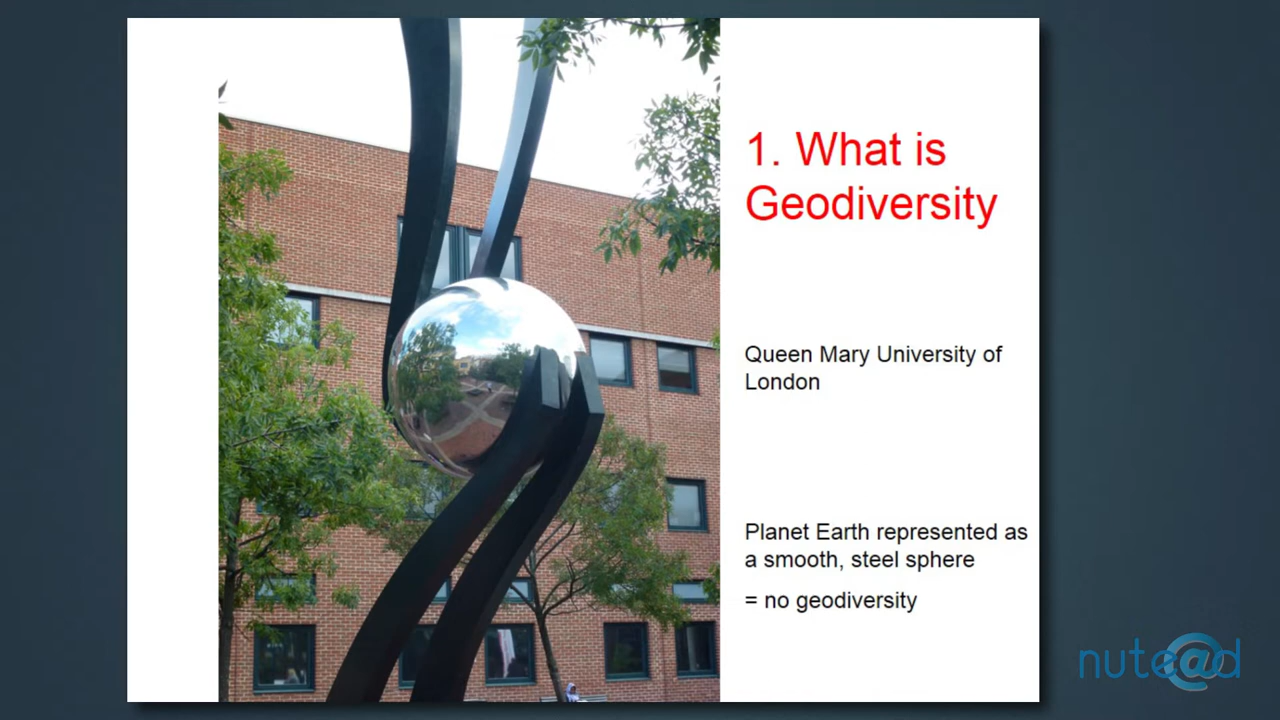 1. What is
Geodiversity
Queen Mary University of
London
Planet Earth represented as
a smooth, steel sphere
= no geodiversity
nute@d